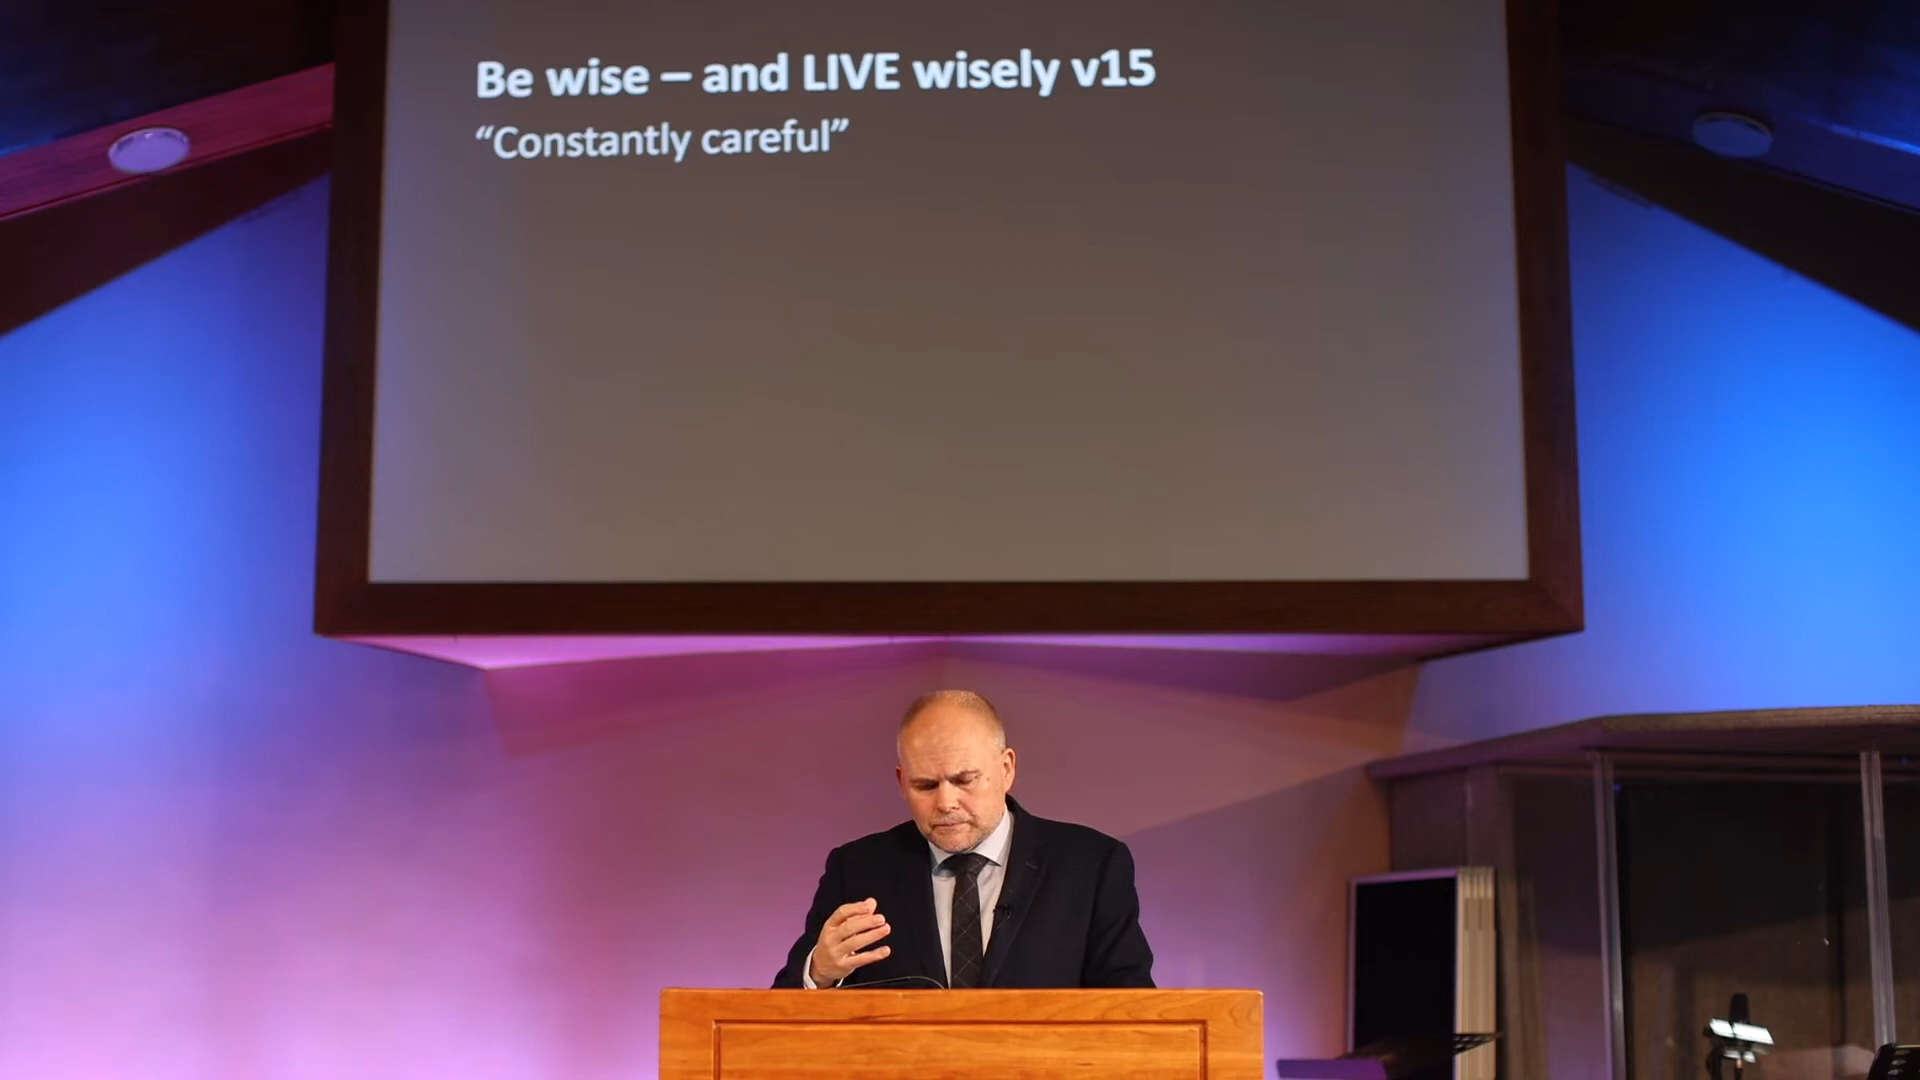 Be wise – and LIVE wisely v15
“Constantly careful”